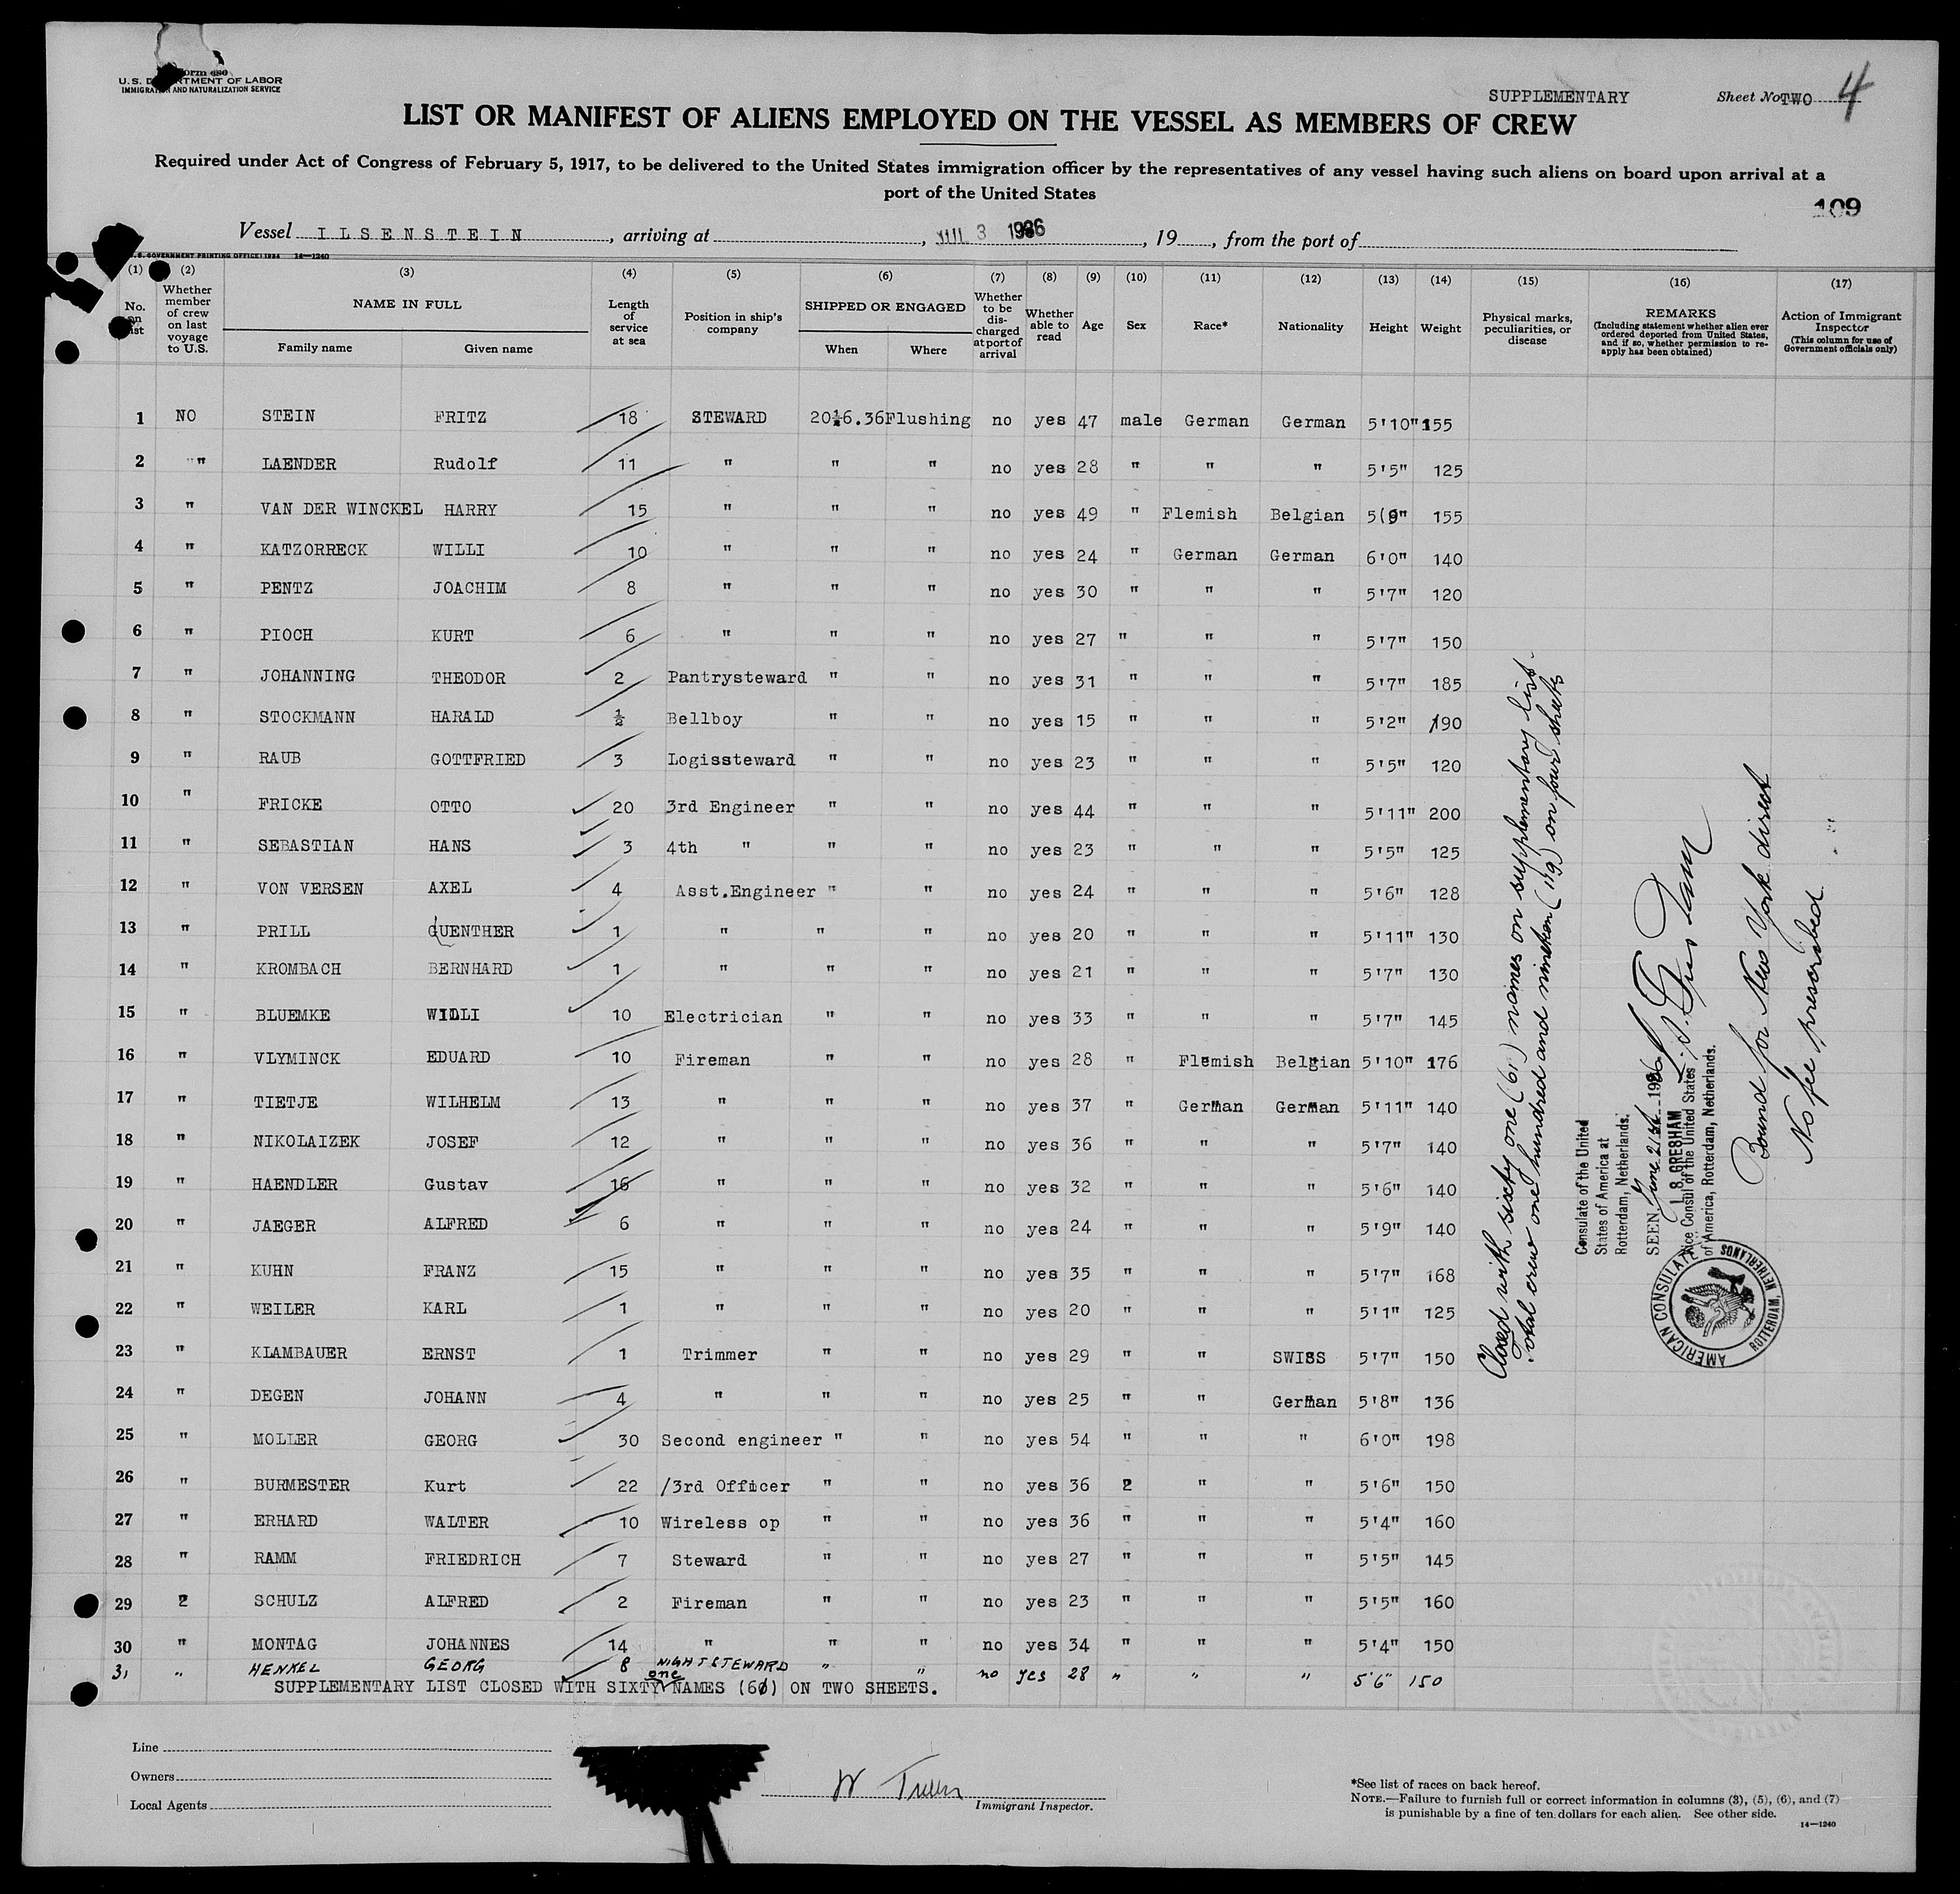 Form 680
U.S. DEPARTMENT OF LABOR
IMMIGRATION AND NATURALIZATION SERVICE
SUPPLEMENTARY Sheet No. TWO 4
LIST OR MANIFEST OF ALIENS EMPLOYED ON THE VESSEL AS MEMBERS OF CREW
Required under Act of Congress of February 5, 1917, to be delivered to the United States immigration officer by the representatives of any vessel having such aliens on board upon arrival at a
port of the United States
109
Vessel ILSENSTEIN, arriving at , JUL 3 1936, 19 , from the port of
U.S. GOVERNMENT PRINTING OFFICE: 1934 14—1240
(1) (2) (3) (4) (5) (6) (7) (8) (9) (10) (11) (12) (13) (14) (15) (16) (17)
No. on list
Whether member of crew on last voyage to U.S.
NAME IN FULL
Family name Given name
Length of service at sea
Position in ship's company
SHIPPED OR ENGAGED
When Where
Whether to be discharged at port of arrival
Whether able to read
Age
Sex
Race*
Nationality
Height
Weight
Physical marks, peculiarities, or disease
REMARKS
(Including statement whether alien ever ordered deported from United States, and if so, whether permission to re-apply has been obtained)
Action of Immigrant Inspector
(This column for use of Government officials only)
1 NO STEIN FRITZ 18 STEWARD 20.6.36 Flushing no yes 47 male German German 5'10" 155
2 " LAENDER Rudolf 11 " " " no yes 28 " " " 5'5" 125
3 " VAN DER WINCKEL HARRY 15 " " " no yes 49 " Flemish Belgian 5(9" 155
4 " KATZORRECK WILLI 10 " " " no yes 24 " German German 6'0" 140
5 " PENTZ JOACHIM 8 " " " no yes 30 " " " 5'7" 120
6 " PIOCH KURT 6 " " " no yes 27 " " " 5'7" 150
7 " JOHANNING THEODOR 2 Pantrysteward " " no yes 31 " " " 5'7" 185
8 " STOCKMANN HARALD ½ Bellboy " " no yes 15 " " " 5'2" 190
9 " RAUB GOTTFRIED 3 Logissteward " " no yes 23 " " " 5'5" 120
10 " FRICKE OTTO 20 3rd Engineer " " no yes 44 " " " 5'11" 200
11 " SEBASTIAN HANS 3 4th " " " no yes 23 " " " 5'5" 125
12 " VON VERSEN AXEL 4 Asst.Engineer " " no yes 24 " " " 5'6" 128
13 " PRILL GUENTHER 1 " " " no yes 20 " " " 5'11" 130
14 " KROMBACH BERNHARD 1 " " " no yes 21 " " " 5'7" 130
15 " BLUEMKE WILLI 10 Electrician " " no yes 33 " " " 5'7" 145
16 " VLYMINCK EDUARD 10 Fireman " " no yes 28 " Flemish Belgian 5'10" 176
17 " TIETJE WILHELM 13 " " " no yes 37 " German German 5'11" 140
18 " NIKOLAIZEK JOSEF 12 " " " no yes 36 " " " 5'7" 140
19 " HAENDLER Gustav 16 " " " no yes 32 " " " 5'6" 140
20 " JAEGER ALFRED 6 " " " no yes 24 " " " 5'9" 140
21 " KUHN FRANZ 15 " " " no yes 35 " " " 5'7" 168
22 " WEILER KARL 1 " " " no yes 20 " " " 5'1" 125
23 " KLAMBAUER ERNST 1 Trimmer " " no yes 29 " " SWISS 5'7" 150
24 " DEGEN JOHANN 4 " " " no yes 25 " " German 5'8" 136
25 " MOLLER GEORG 30 Second engineer " " no yes 54 " " " 6'0" 198
26 " BURMESTER Kurt 22 /3rd Officer " " no yes 36 2 " " 5'6" 150
27 " ERHARD WALTER 10 Wireless op " " no yes 36 " " " 5'4" 160
28 " RAMM FRIEDRICH 7 Steward " " no yes 27 " " " 5'5" 145
29 2 SCHULZ ALFRED 2 Fireman " " no yes 23 " " " 5'5" 160
30 " MONTAG JOHANNES 14 " " " no yes 34 " " " 5'4" 150
31 " HENKEL GEORG 8 NIGHTSTEWARD " " no yes 28 " " " 5'6" 150
one
SUPPLEMENTARY LIST CLOSED WITH SIXTY NAMES (61) ON TWO SHEETS.
Closed with sixty one (61) names on supplementary list.
Total crew one hundred and nineteen (119) on four sheets
Consulate of the United
States of America at
Rotterdam, Netherlands.
SEEN June 21st 1936
L. S. GRESHAM
Vice Consul of the United States
of America, Rotterdam, Netherlands.
Bound for New York direct
No fee prescribed
AMERICAN CONSULATE
ROTTERDAM, NETHERLANDS
Line
Owners
Local Agents
Immigrant Inspector.
*See list of races on back hereof.
NOTE.—Failure to furnish full or correct information in columns (3), (5), (6), and (7)
is punishable by a fine of ten dollars for each alien. See other side.
14—1240